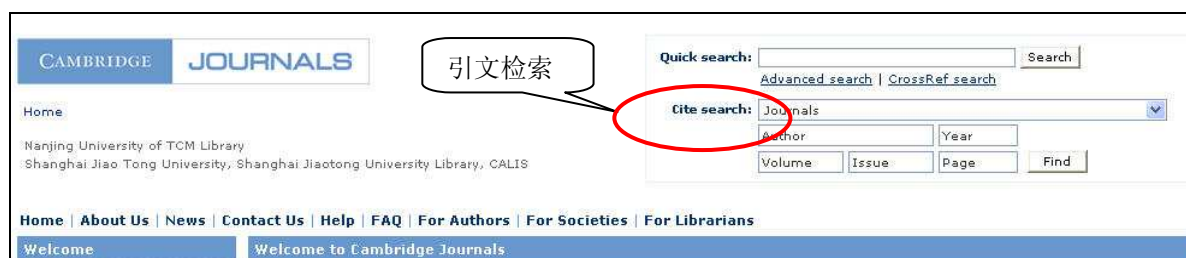 CAMBRIDGE JOURNALS
引文检索
Quick search: Search
Advanced search | CrossRef search
Cite search: Journals
Author Year
Volume Issue Page Find
Home
Nanjing University of TCM Library
Shanghai Jiao Tong University, Shanghai Jiaotong University Library, CALIS
Home | About Us | News | Contact Us | Help | FAQ | For Authors | For Societies | For Librarians
Welcome Welcome to Cambridge Journals